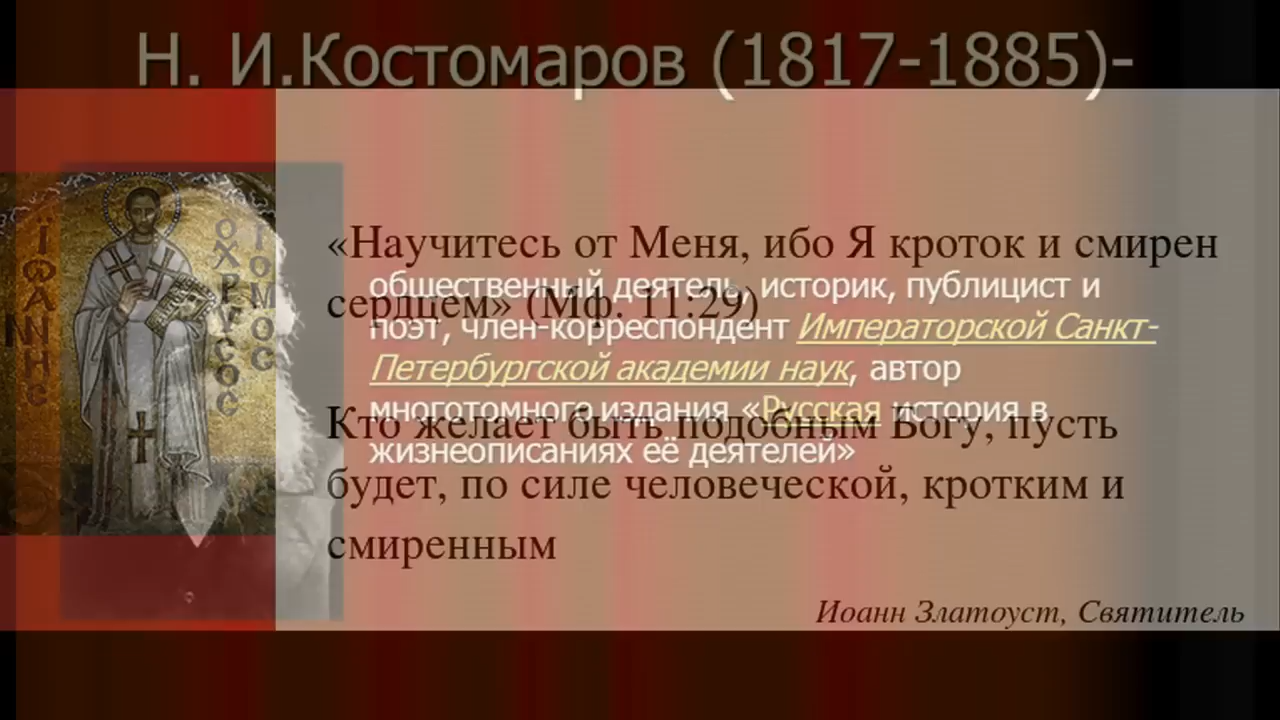 Н. И.Костомаров (1817-1885)-
«Научитесь от Меня, ибо Я кроток и смирен
сердцем» (Мф. 11:29)
общественный деятель, историк, публицист и
поэт, член-корреспондент Императорской Санкт-
Петербургской академии наук, автор
многотомного издания «Русская история в
жизнеописаниях её деятелей»
Кто желает быть подобным Богу, пусть
будет, по силе человеческой, кротким и
смиренным
Иоанн Златоуст, Святитель